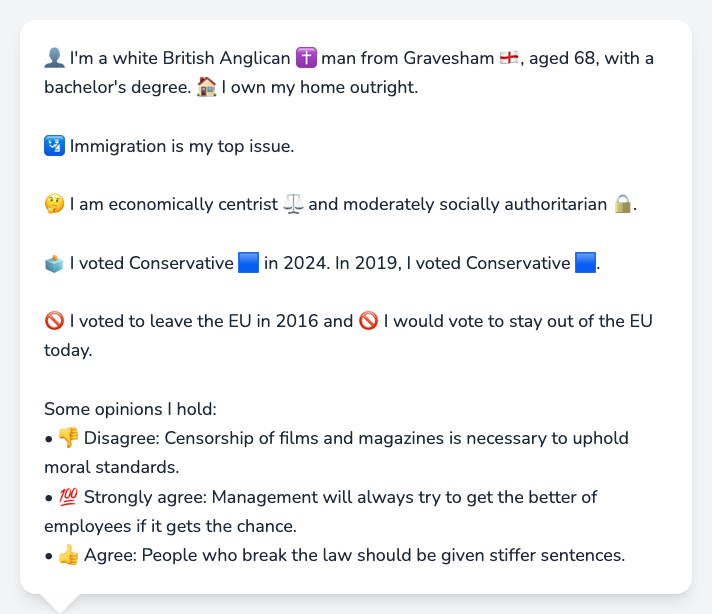 👤 I'm a white British Anglican ✝️ man from Gravesham 🏴󠁧󠁢󠁥󠁮󠁧󠁿, aged 68, with a
bachelor's degree. 🏠 I own my home outright.
🛂 Immigration is my top issue.
🤔 I am economically centrist ⚖️ and moderately socially authoritarian 🔒.
🗳️ I voted Conservative 🟦 in 2024. In 2019, I voted Conservative 🟦.
🚫 I voted to leave the EU in 2016 and 🚫 I would vote to stay out of the EU
today.
Some opinions I hold:
• 👎 Disagree: Censorship of films and magazines is necessary to uphold
moral standards.
• 💯 Strongly agree: Management will always try to get the better of
employees if it gets the chance.
• 👍 Agree: People who break the law should be given stiffer sentences.